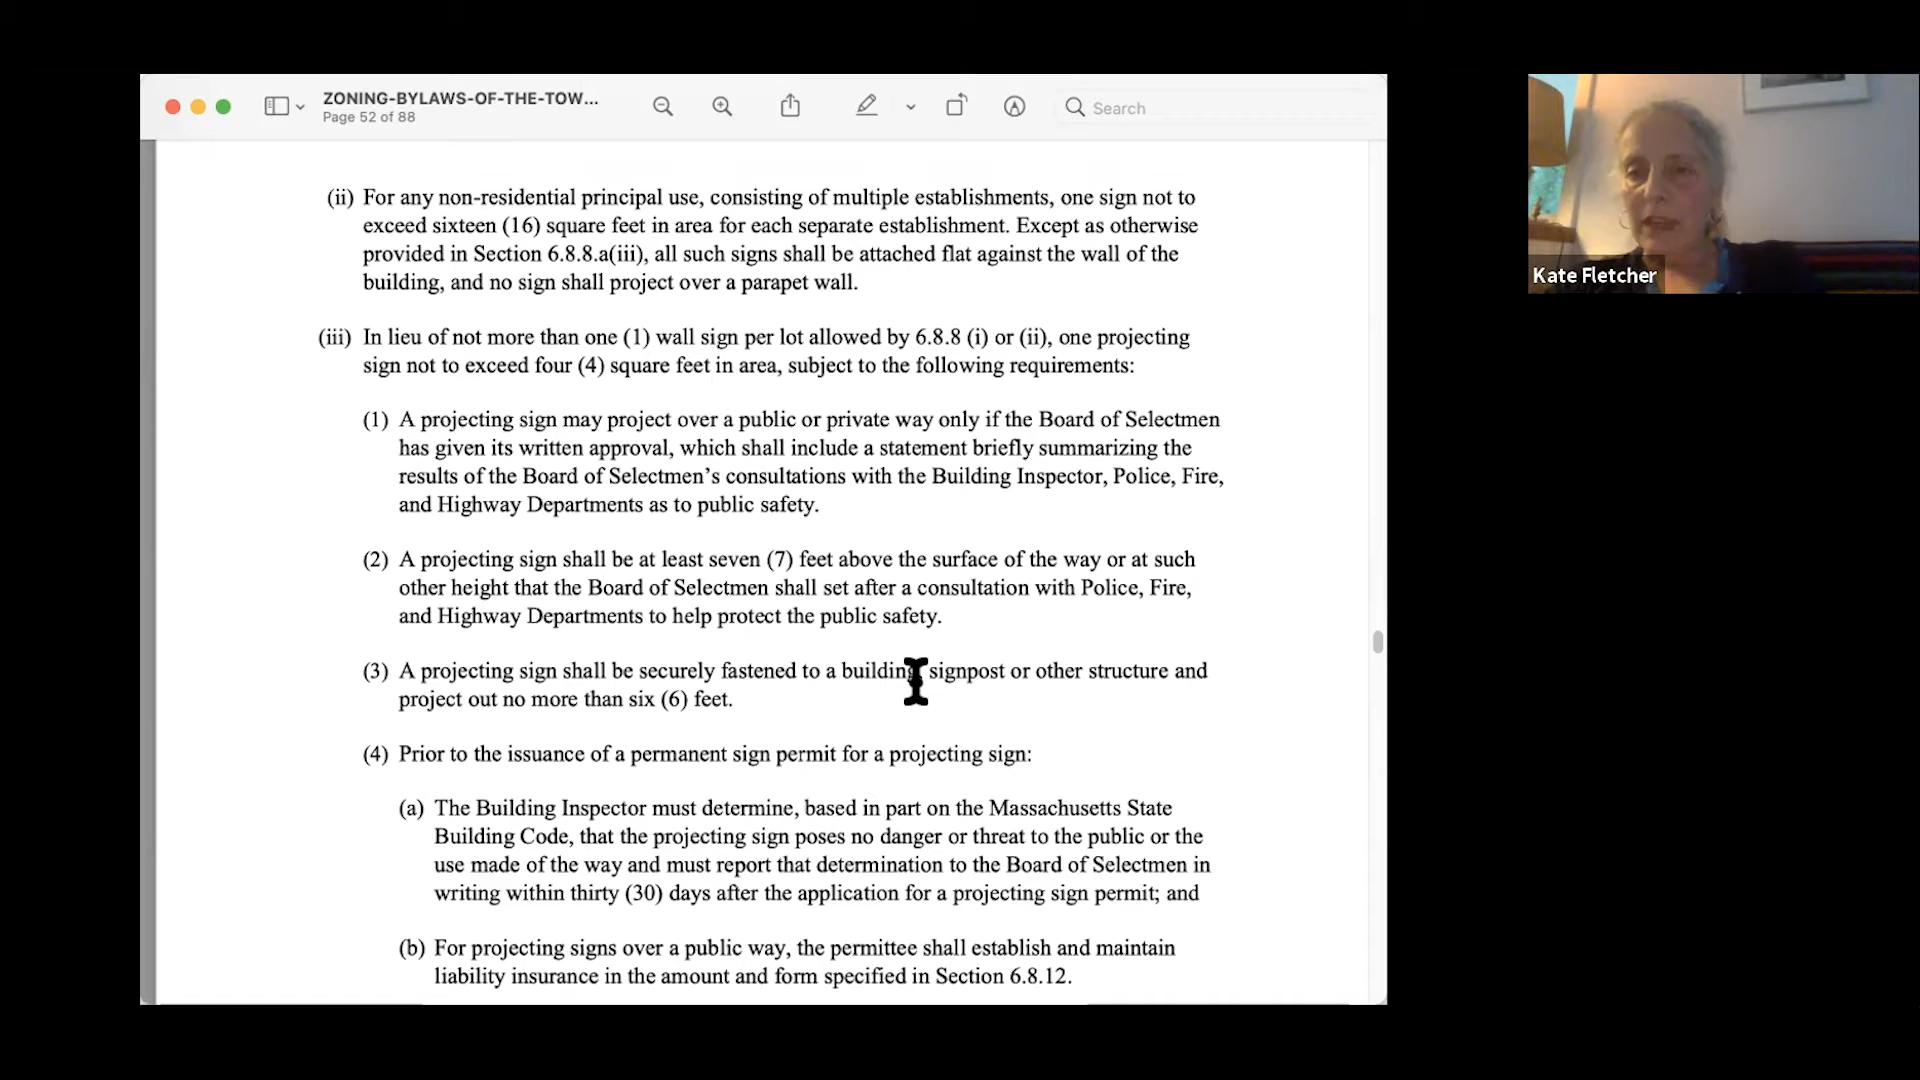 ZONING-BYLAWS-OF-THE-TOW...
Page 52 of 88
Search
(ii) For any non-residential principal use, consisting of multiple establishments, one sign not to
exceed sixteen (16) square feet in area for each separate establishment. Except as otherwise
provided in Section 6.8.8.a(iii), all such signs shall be attached flat against the wall of the
building, and no sign shall project over a parapet wall.
(iii) In lieu of not more than one (1) wall sign per lot allowed by 6.8.8 (i) or (ii), one projecting
sign not to exceed four (4) square feet in area, subject to the following requirements:
(1) A projecting sign may project over a public or private way only if the Board of Selectmen
has given its written approval, which shall include a statement briefly summarizing the
results of the Board of Selectmen’s consultations with the Building Inspector, Police, Fire,
and Highway Departments as to public safety.
(2) A projecting sign shall be at least seven (7) feet above the surface of the way or at such
other height that the Board of Selectmen shall set after a consultation with Police, Fire,
and Highway Departments to help protect the public safety.
(3) A projecting sign shall be securely fastened to a building, signpost or other structure and
project out no more than six (6) feet.
(4) Prior to the issuance of a permanent sign permit for a projecting sign:
(a) The Building Inspector must determine, based in part on the Massachusetts State
Building Code, that the projecting sign poses no danger or threat to the public or the
use made of the way and must report that determination to the Board of Selectmen in
writing within thirty (30) days after the application for a projecting sign permit; and
(b) For projecting signs over a public way, the permittee shall establish and maintain
liability insurance in the amount and form specified in Section 6.8.12.
Kate Fletcher